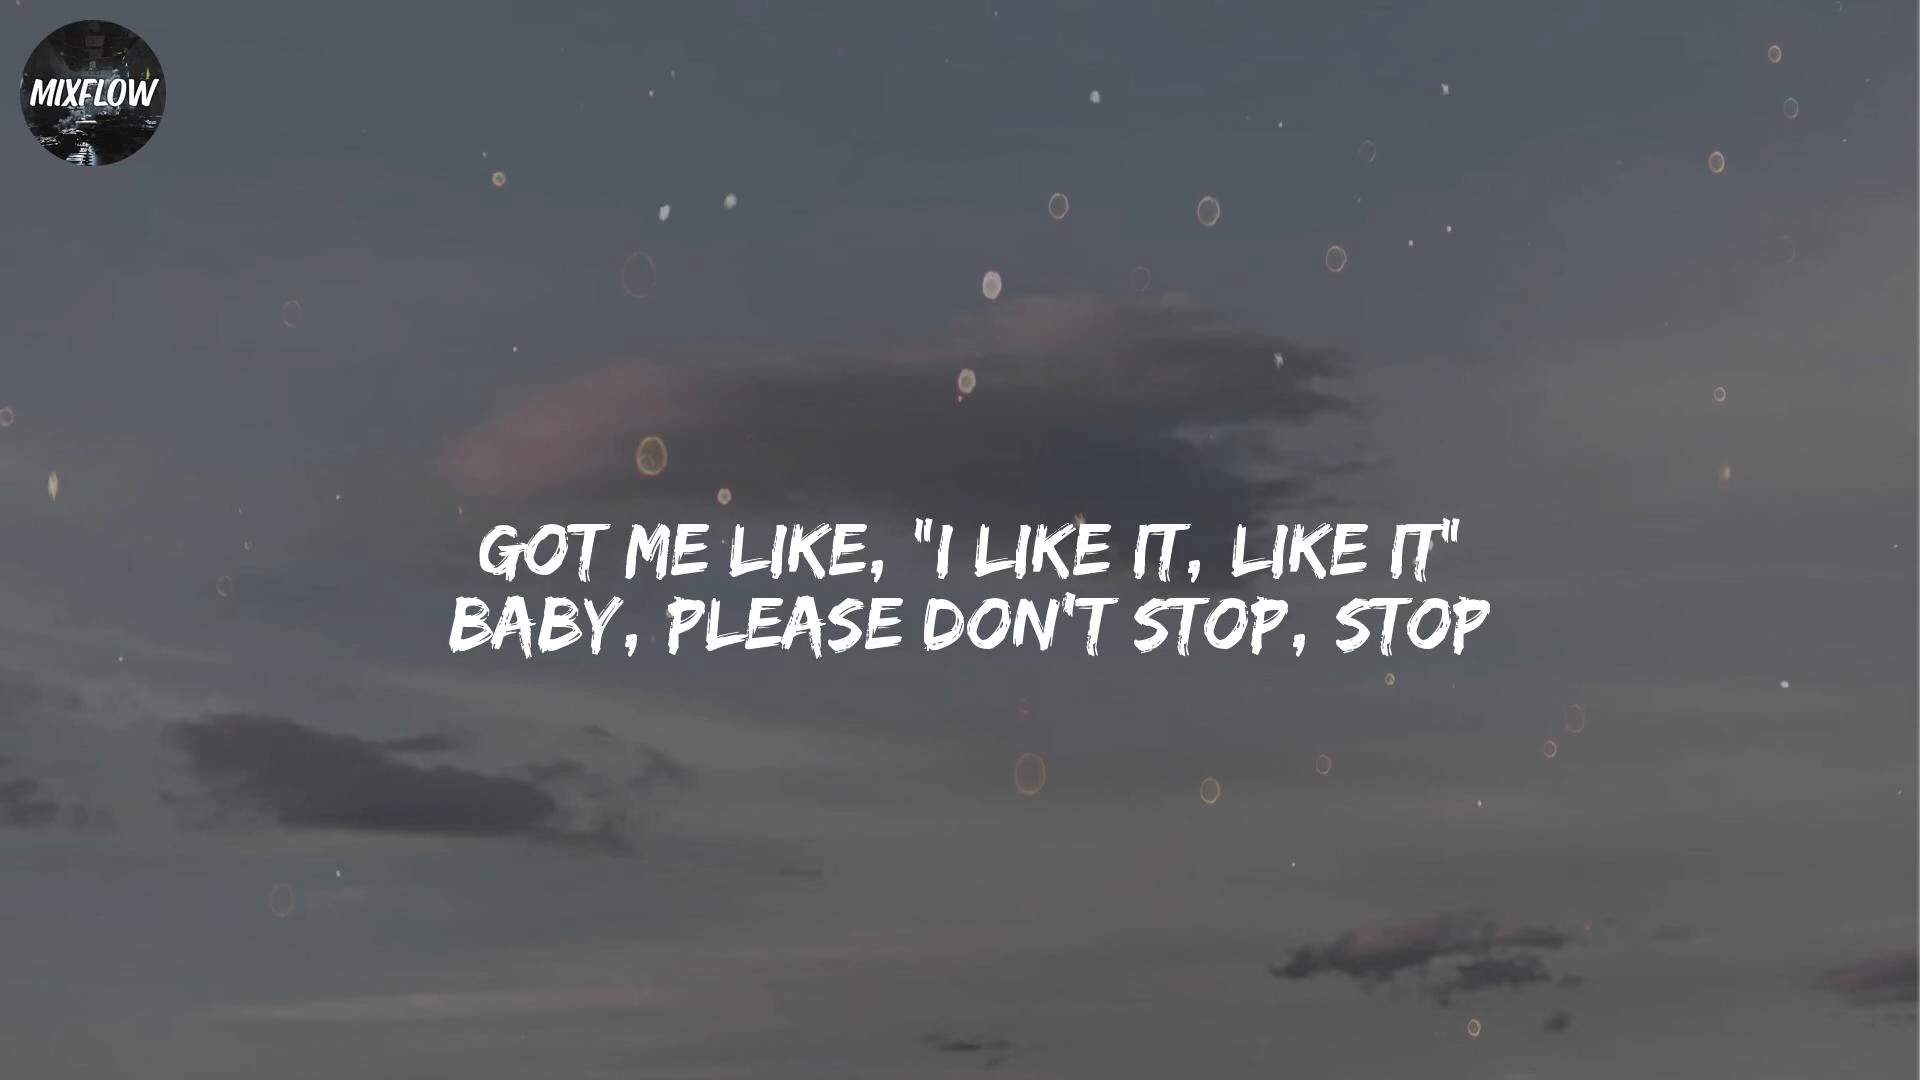 MIXFLOW
GOT ME LIKE, "I LIKE IT, LIKE IT"
BABY, PLEASE DON'T STOP, STOP